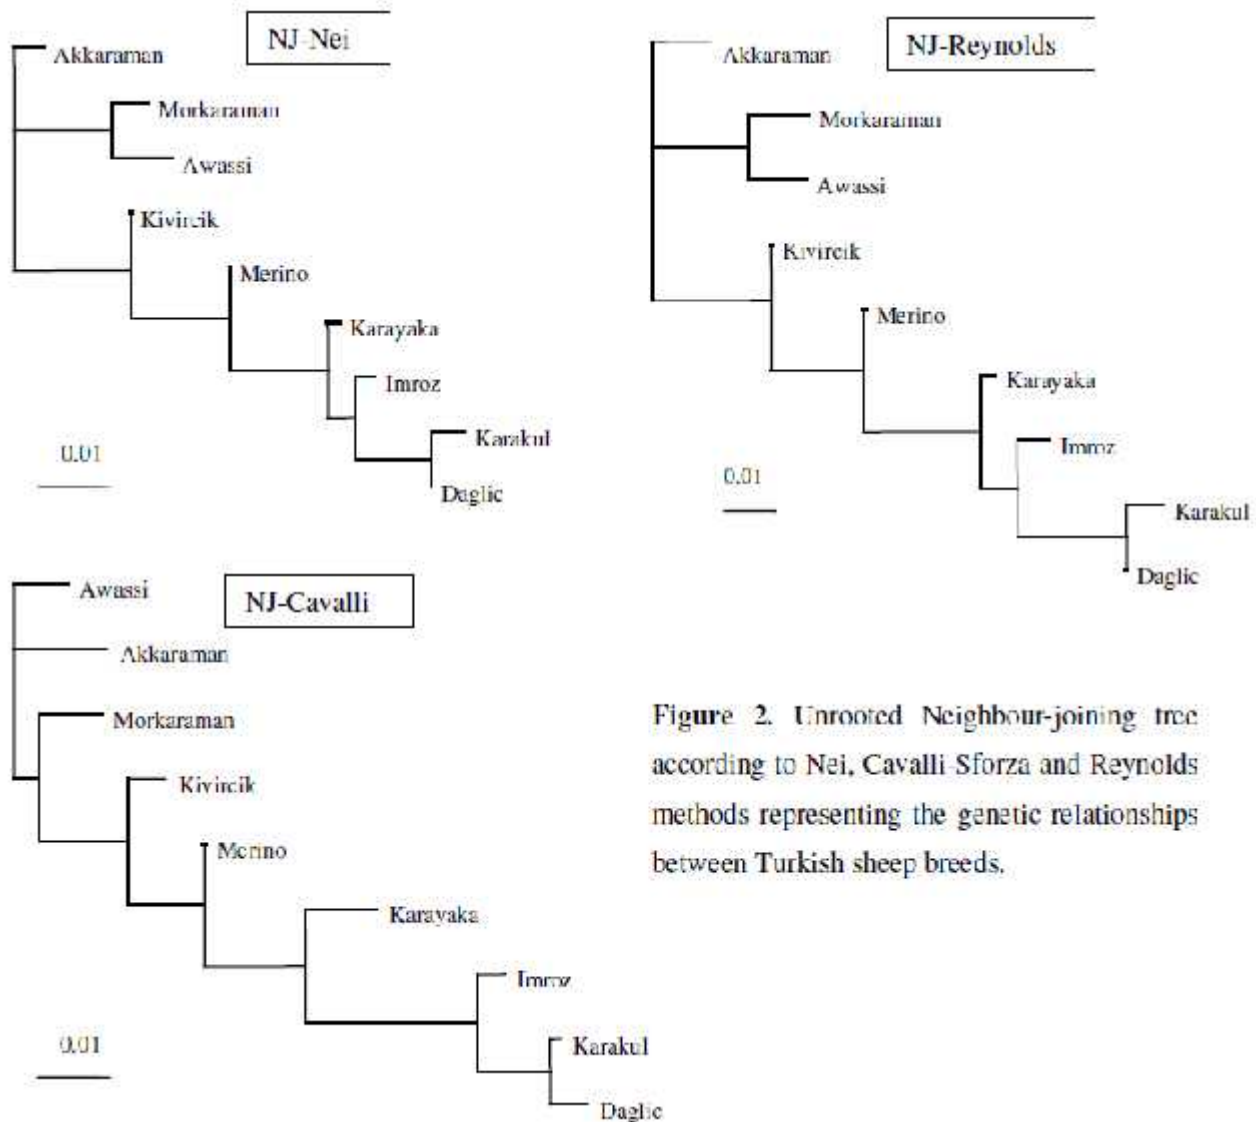 NJ-Nei
Akkaraman
Morkaraman
Awassi
Kivircik
Merino
Karayaka
Imroz
Karakul
Daglic
0.01
NJ-Reynolds
Akkaraman
Morkaraman
Awassi
Kivircik
Merino
Karayaka
Imroz
Karakul
Daglic
0.01
NJ-Cavalli
Awassi
Akkaraman
Morkaraman
Kivircik
Merino
Karayaka
Imroz
Karakul
Daglic
0.01
Figure 2. Unrooted Neighbour-joining tree
according to Nei, Cavalli Sforza and Reynolds
methods representing the genetic relationships
between Turkish sheep breeds.